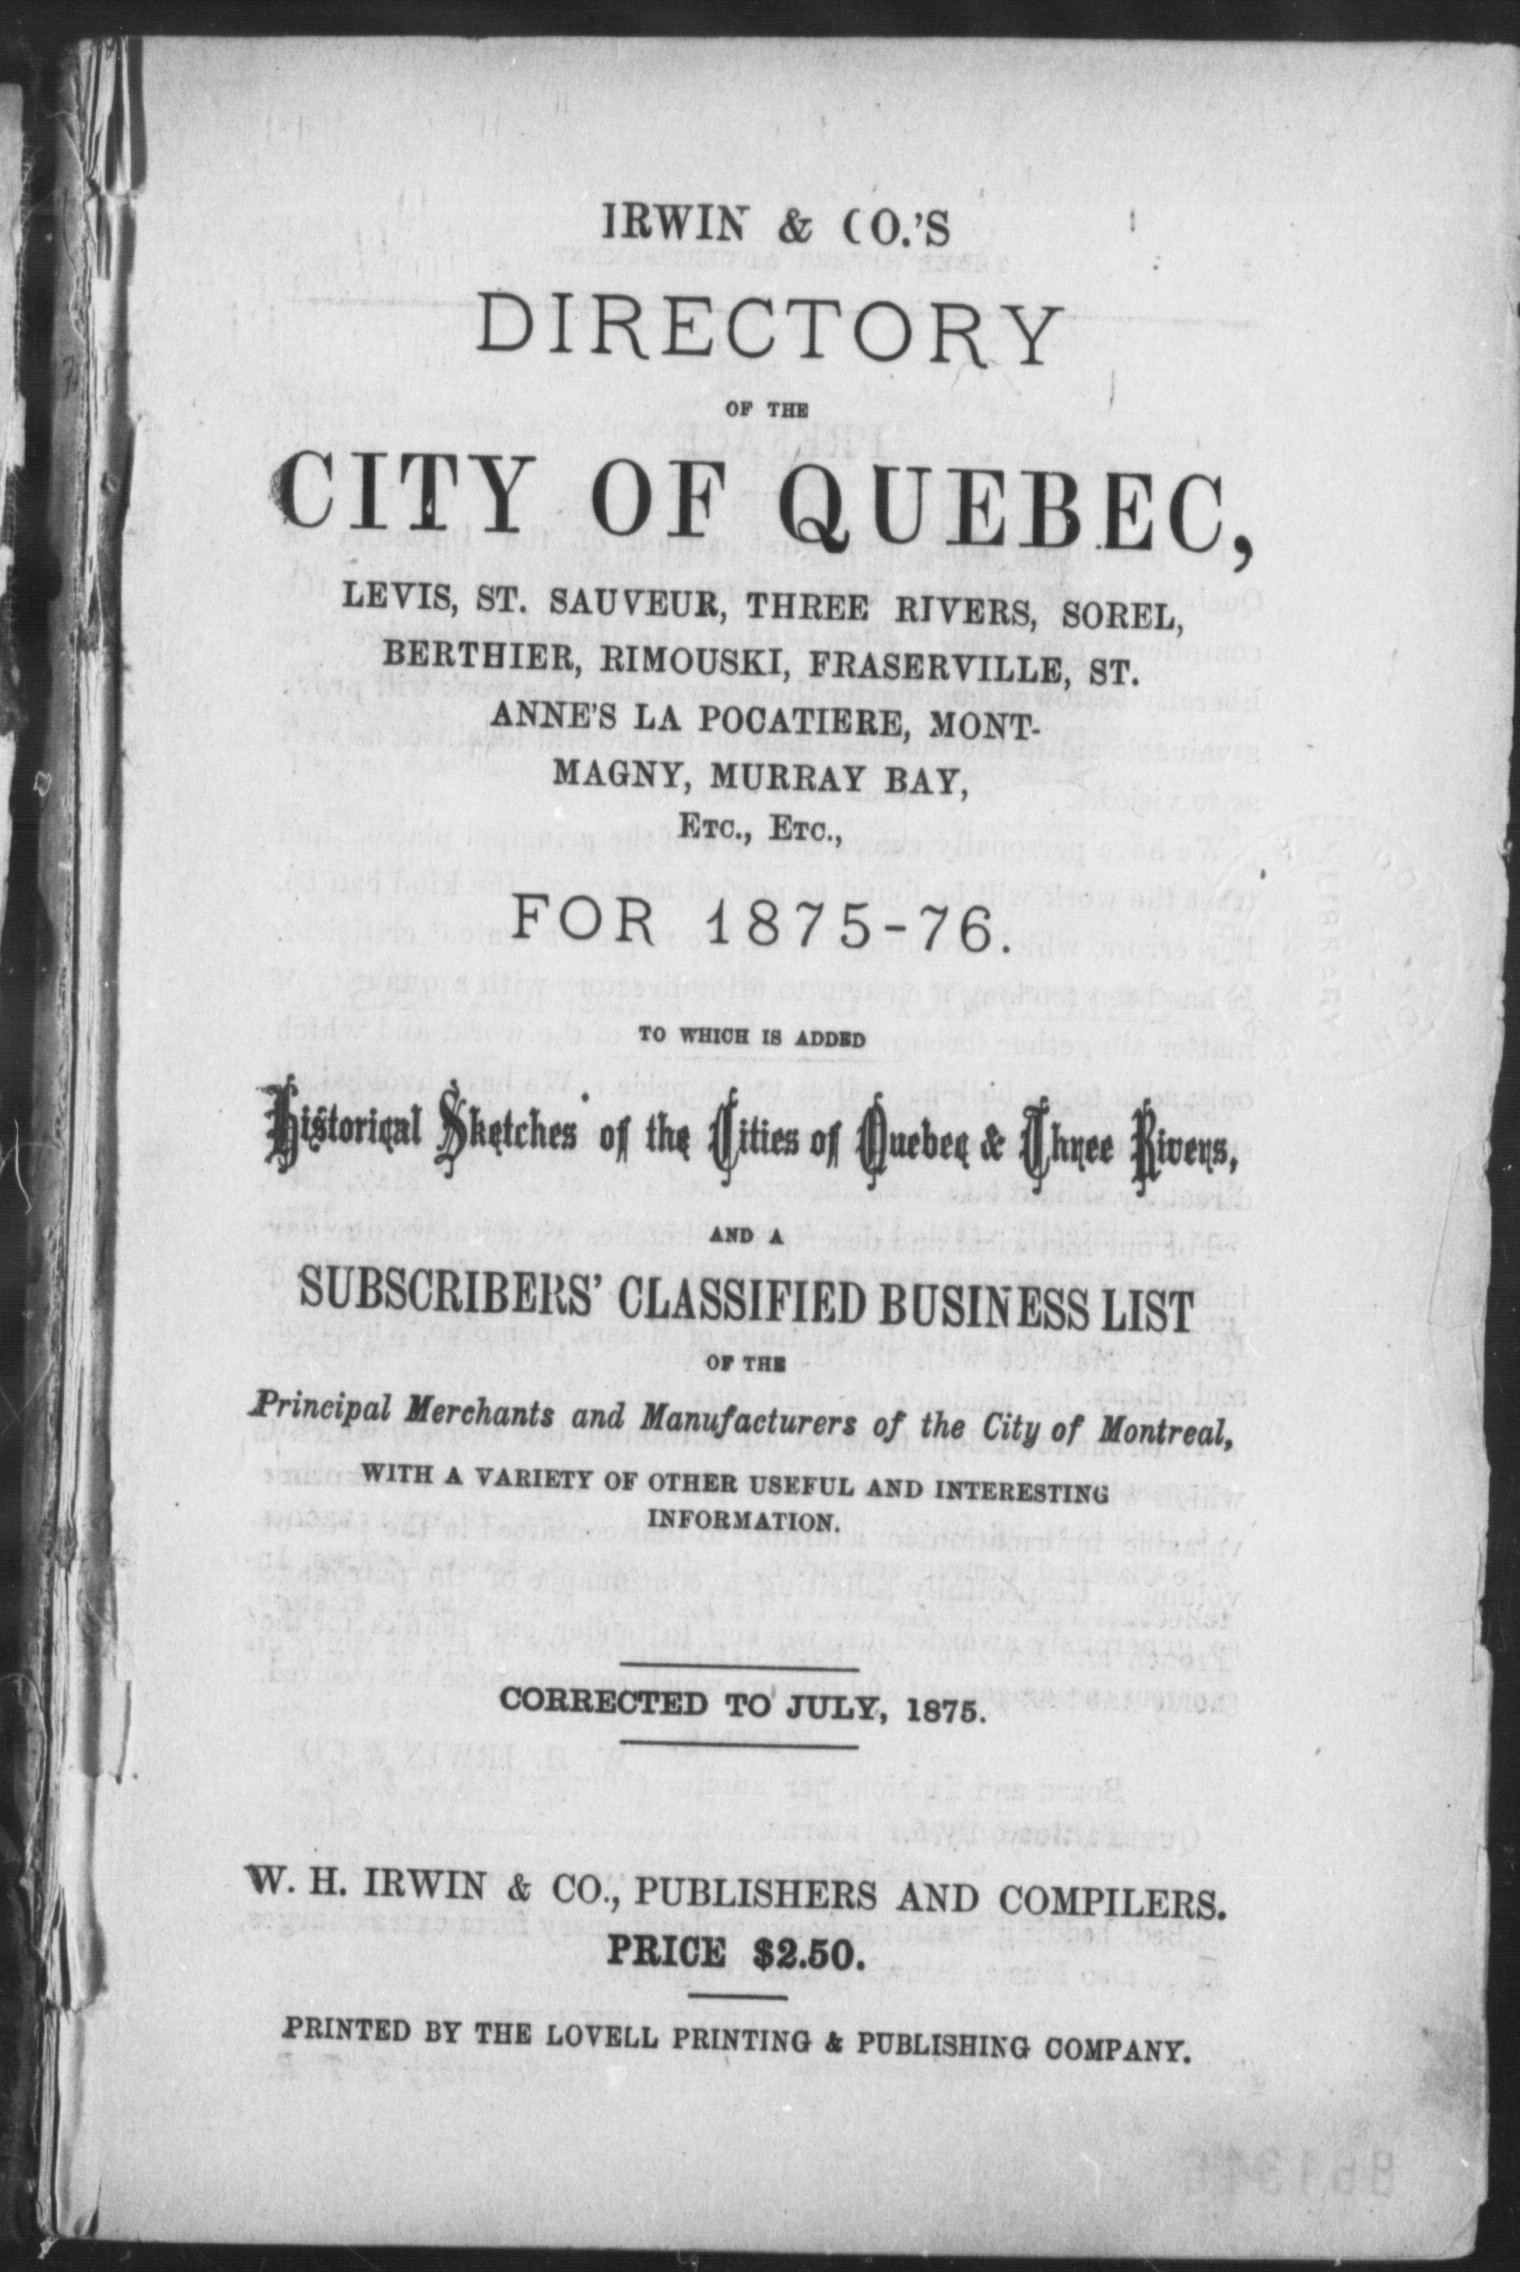 IRWIN & CO.'S
DIRECTORY
OF THE
CITY OF QUEBEC,
LEVIS, ST. SAUVEUR, THREE RIVERS, SOREL,
BERTHIER, RIMOUSKI, FRASERVILLE, ST.
ANNE'S LA POCATIERE, MONT-
MAGNY, MURRAY BAY,
ETC., ETC.,
FOR 1875-76.
TO WHICH IS ADDED
Historical Sketches of the Cities of Quebec & Three Rivers,
AND A
SUBSCRIBERS' CLASSIFIED BUSINESS LIST
OF THE
Principal Merchants and Manufacturers of the City of Montreal,
WITH A VARIETY OF OTHER USEFUL AND INTERESTING
INFORMATION.
CORRECTED TO JULY, 1875.
W. H. IRWIN & CO., PUBLISHERS AND COMPILERS.
PRICE $2.50.
PRINTED BY THE LOVELL PRINTING & PUBLISHING COMPANY.